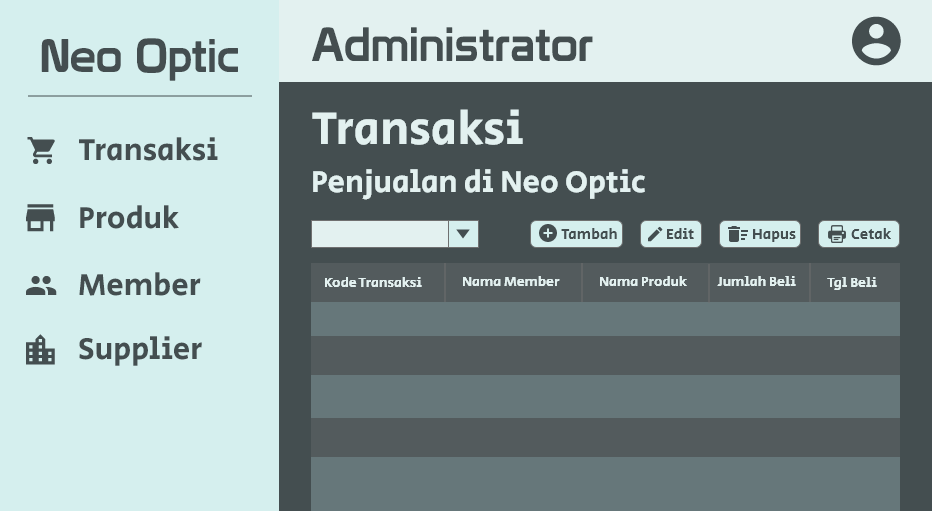 Neo Optic
Administrator
Transaksi
Produk
Member
Supplier
Transaksi
Penjualan di Neo Optic
Tambah
Edit
Hapus
Cetak
Kode Transaksi
Nama Member
Nama Produk
Jumlah Beli
Tgl Beli